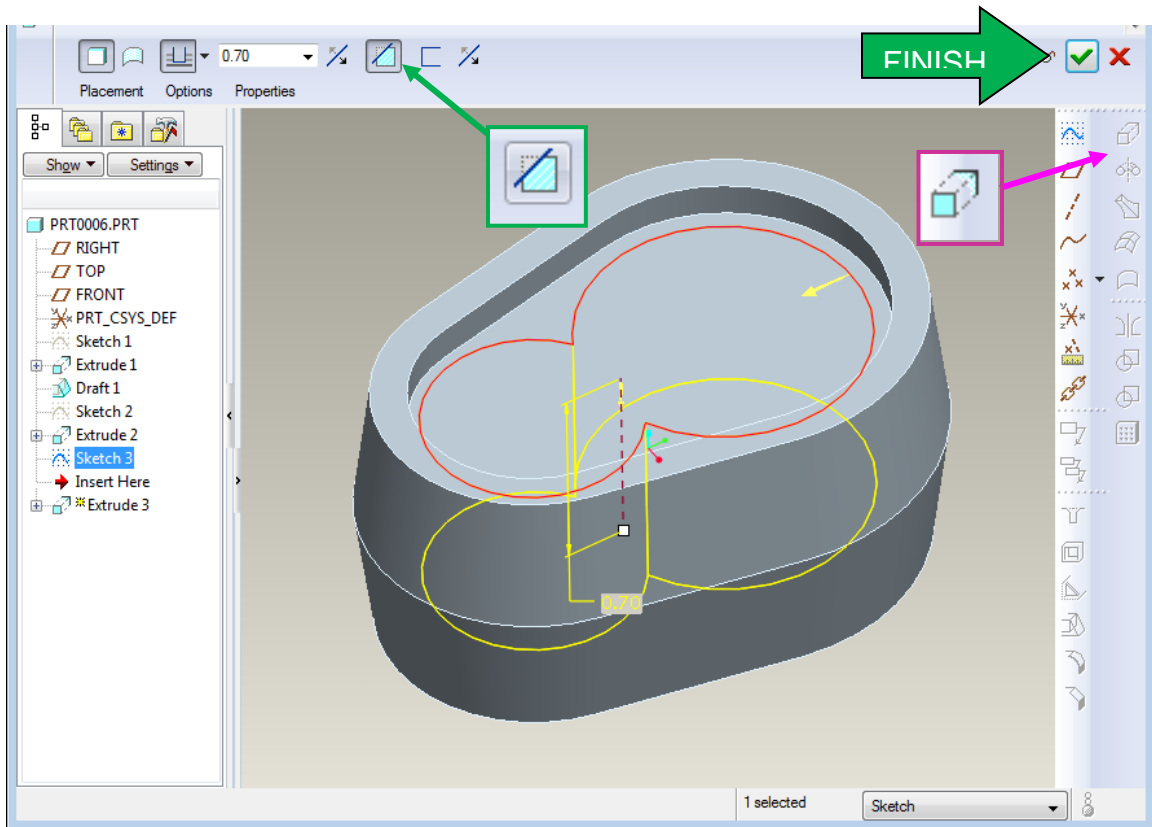 0.70
FINISH
Placement Options Properties
Show Settings
PRT0006.PRT
RIGHT
TOP
FRONT
PRT_CSYS_DEF
Sketch 1
Extrude 1
Draft 1
Sketch 2
Extrude 2
Sketch 3
Insert Here
Extrude 3
0.70
1 selected
Sketch